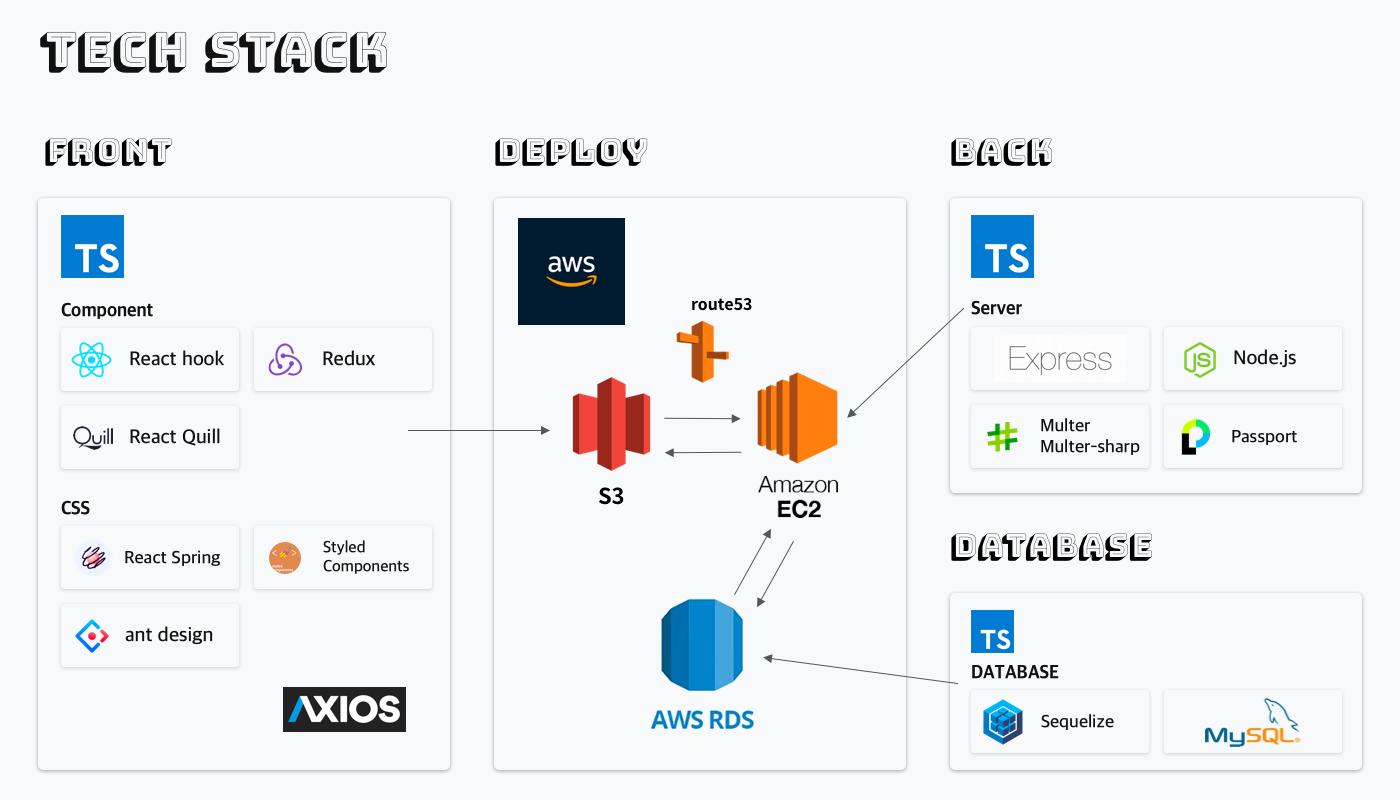 TECH STACK
FRONT
TS
Component
React hook
Redux
Quill
React Quill
CSS
React Spring
Styled
Components
ant design
AXIOS
DEPLOY
aws
route53
S3
Amazon
EC2
AWS RDS
BACK
TS
Server
Express
JS
Node.js
Multer
Multer-sharp
Passport
DATABASE
TS
DATABASE
Sequelize
MySQL®